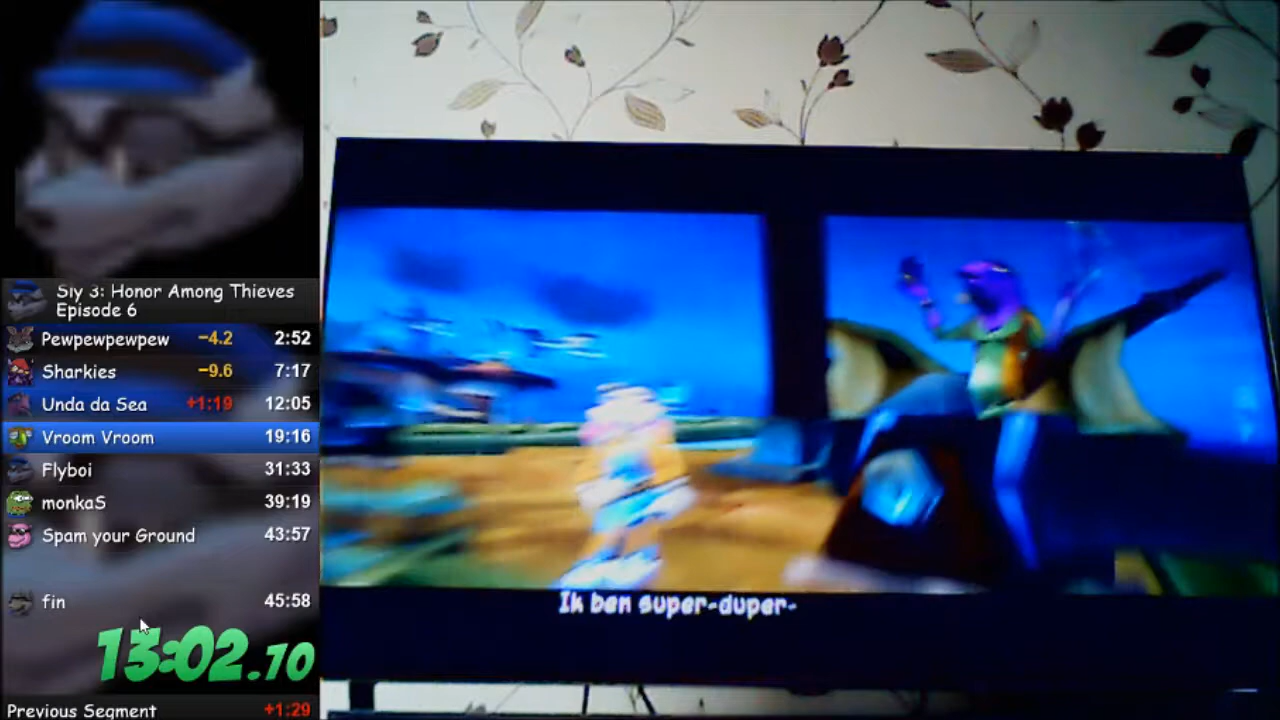 Sly 3: Honor Among Thieves
Episode 6
Pewpewpewpew −4.2 2:52
Sharkies −9.6 7:17
Unda da Sea +1:19 12:05
Vroom Vroom 19:16
Flyboi 31:33
monkaS 39:19
Spam your Ground 43:57
fin 45:58
13:02.70
Previous Segment +1:29
Ik ben super-duper-